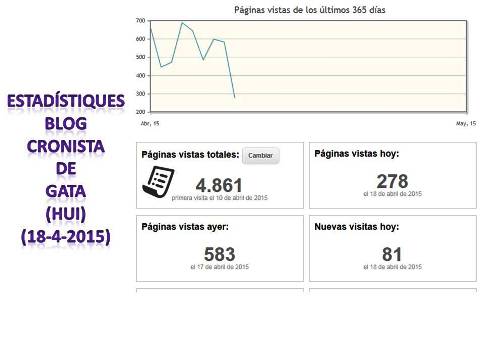 Páginas vistas de los últimos 365 días
700
600
500
400
300
200
Abr, 15
May, 15
ESTADÍSTIQUES
BLOG
CRONISTA
DE
GATA
(HUI)
(18-4-2015)
Páginas vistas totales:
Cambiar
4.861
primera visita el 10 de abril de 2015
Páginas vistas hoy:
278
el 18 de abril de 2015
Páginas vistas ayer:
583
el 17 de abril de 2015
Nuevas visitas hoy:
81
el 18 de abril de 2015